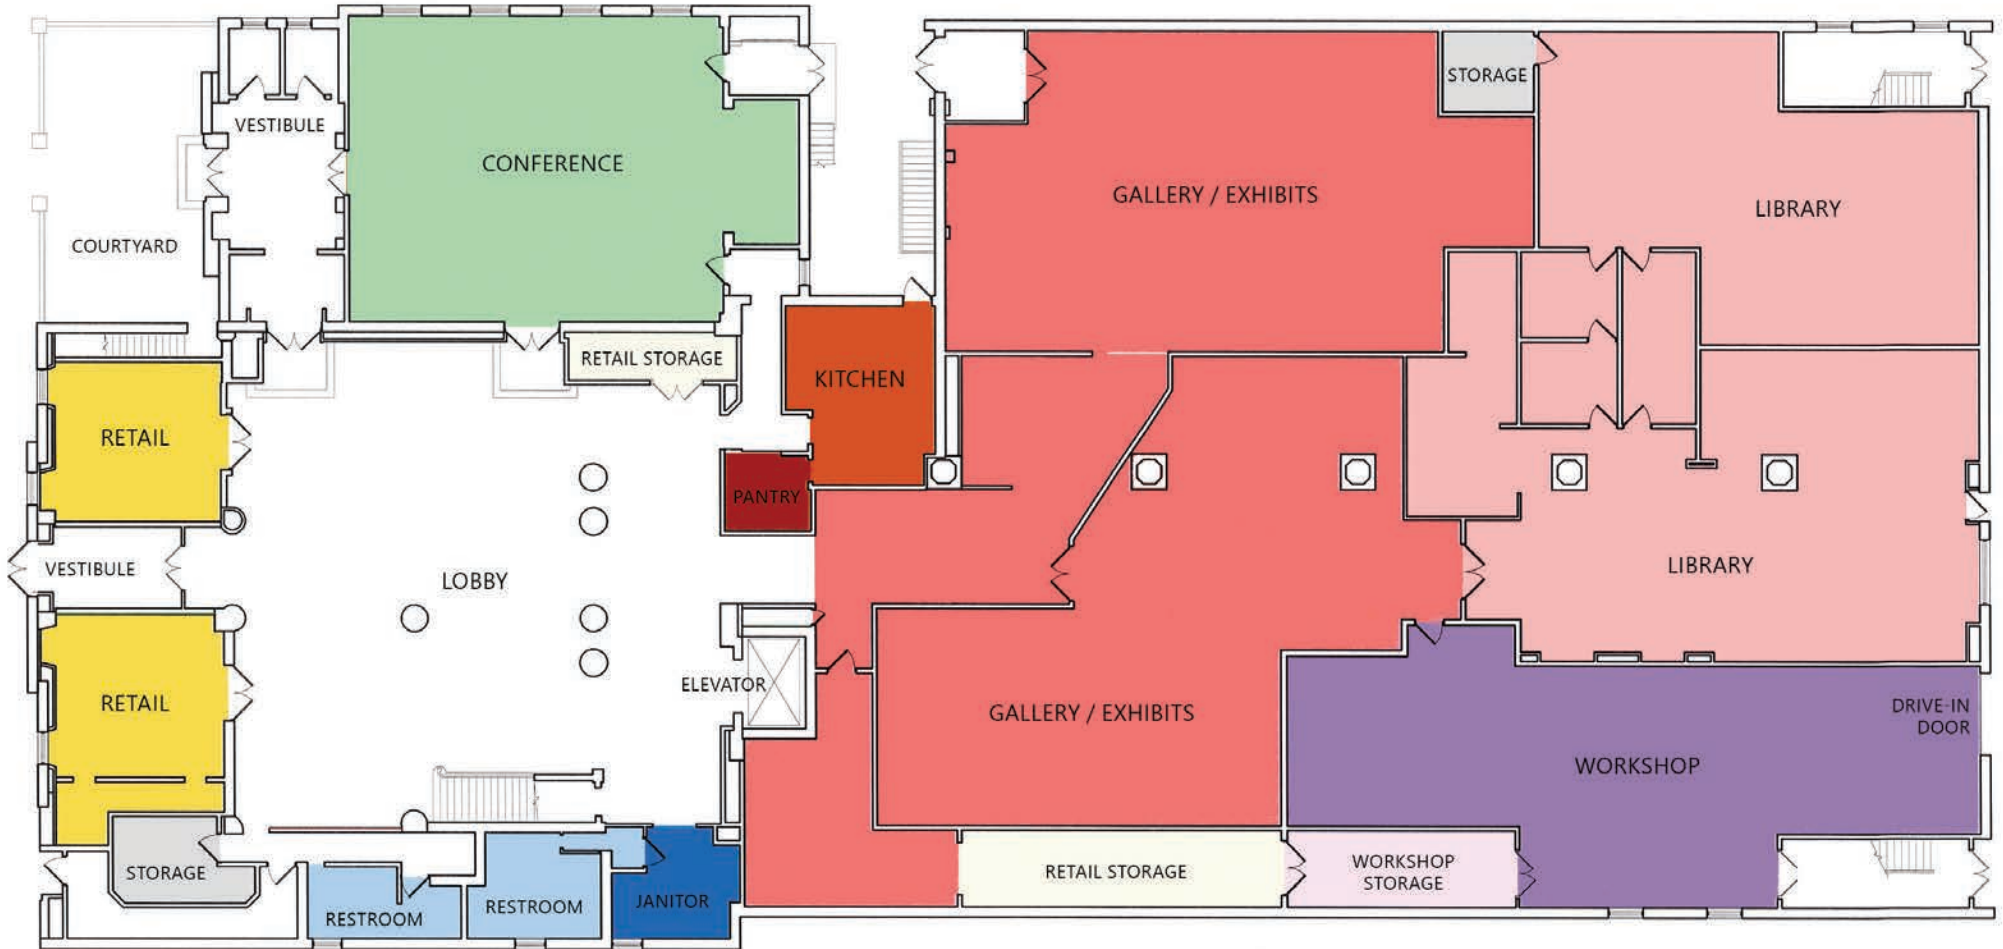 STORAGE
VESTIBULE
CONFERENCE
GALLERY / EXHIBITS
LIBRARY
COURTYARD
RETAIL STORAGE
KITCHEN
RETAIL
PANTRY
VESTIBULE
LOBBY
LIBRARY
ELEVATOR
RETAIL
GALLERY / EXHIBITS
DRIVE-IN
DOOR
WORKSHOP
STORAGE
RETAIL STORAGE
WORKSHOP
STORAGE
RESTROOM
RESTROOM
JANITOR